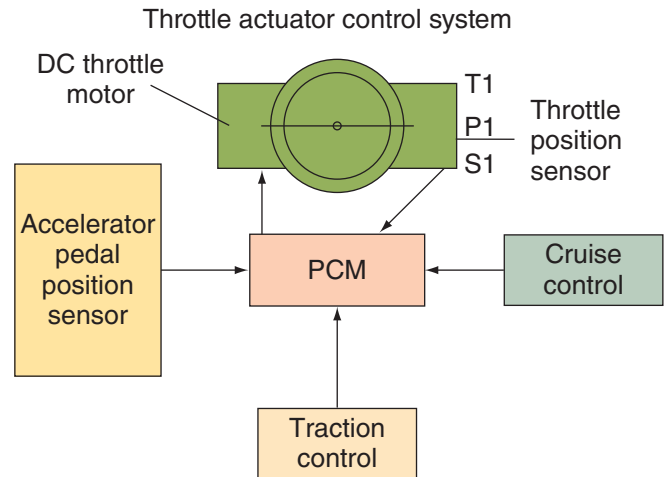 Throttle actuator control system
DC throttle
motor
T1
P1
S1
Throttle
position
sensor
Accelerator
pedal
position
sensor
PCM
Cruise
control
Traction
control